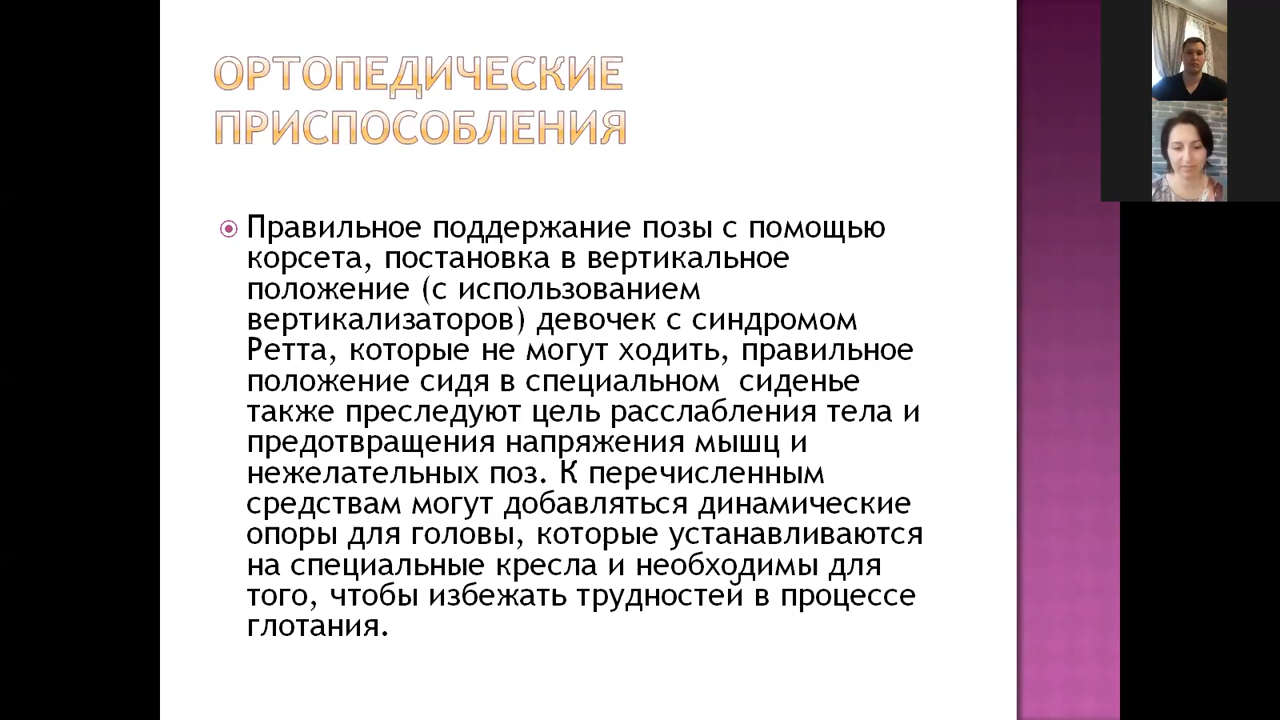 ОРТОПЕДИЧЕСКИЕ
ПРИСПОСОБЛЕНИЯ
Правильное поддержание позы с помощью
корсета, постановка в вертикальное
положение (с использованием
вертикализаторов) девочек с синдромом
Ретта, которые не могут ходить, правильное
положение сидя в специальном  сиденье
также преследуют цель расслабления тела и
предотвращения напряжения мышц и
нежелательных поз. К перечисленным
средствам могут добавляться динамические
опоры для головы, которые устанавливаются
на специальные кресла и необходимы для
того, чтобы избежать трудностей в процессе
глотания.